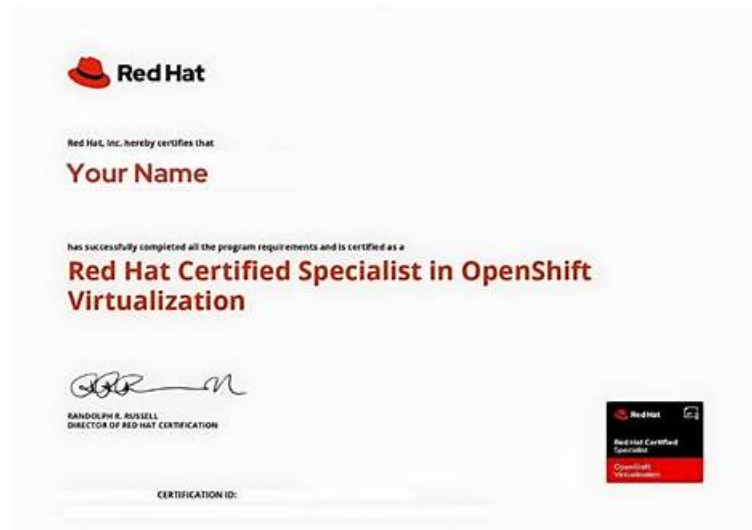 Red Hat
Red Hat, Inc. hereby certifies that
Your Name
has successfully completed all the program requirements and is certified as a
Red Hat Certified Specialist in OpenShift
Virtualization
RANDOLPH R. RUSSELL
DIRECTOR OF RED HAT CERTIFICATION
Red Hat
Red Hat Certified
Specialist
OpenShift
Virtualization
CERTIFICATION ID: